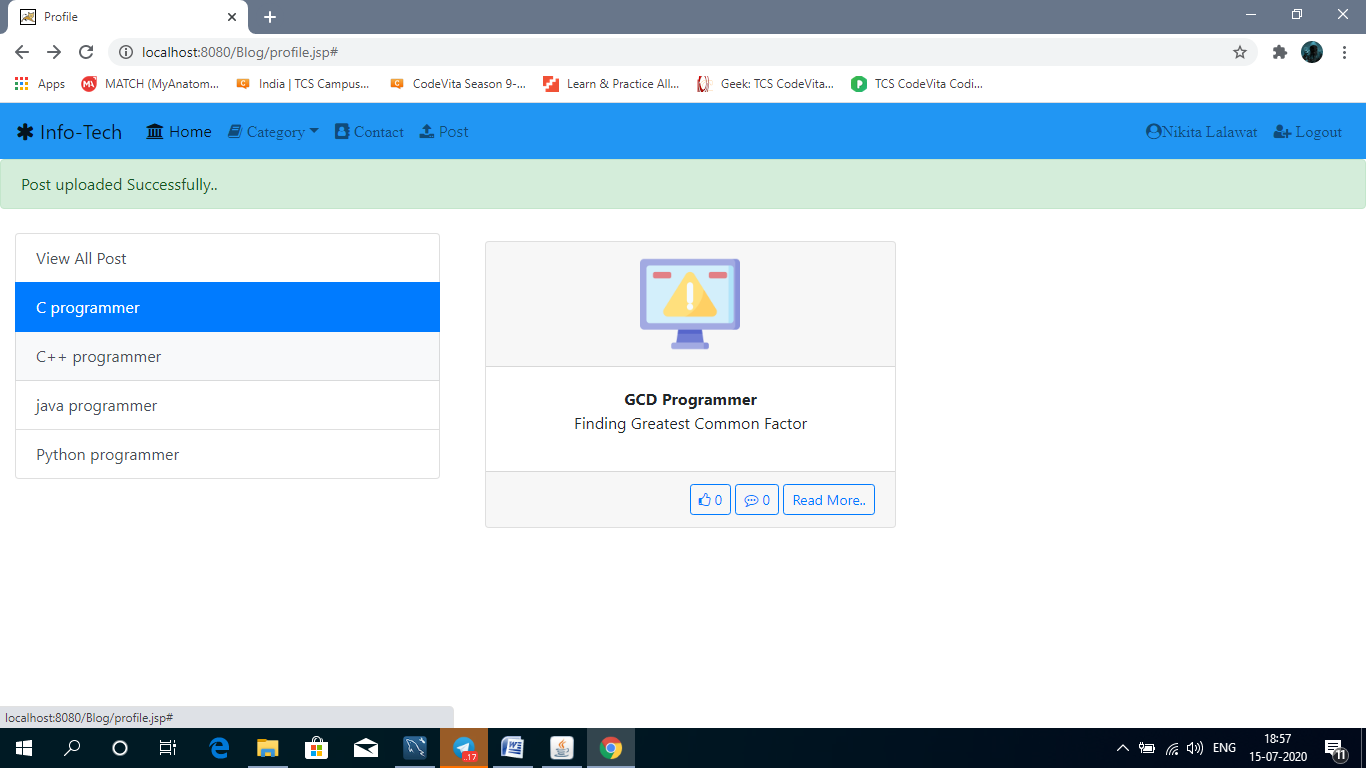 Profile
localhost:8080/Blog/profile.jsp#
Apps MATCH (MyAnatom... India | TCS Campus... CodeVita Season 9-... Learn & Practice All... Geek: TCS CodeVita... TCS CodeVita Codi...
Info-Tech Home Category Contact Post Nikita Lalawat Logout
Post uploaded Successfully..
View All Post
C programmer
C++ programmer
java programmer
Python programmer
GCD Programmer
Finding Greatest Common Factor
0 0 Read More..
localhost:8080/Blog/profile.jsp#
..17
ENG
18:57
15-07-2020
11